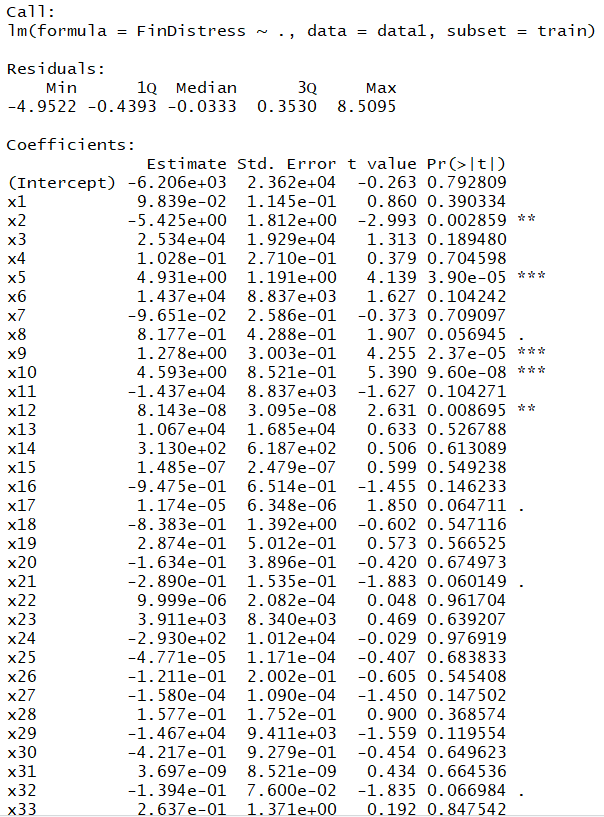 Call:
lm(formula = FinDistress ~ ., data = data1, subset = train)
Residuals:
Min 1Q Median 3Q Max
-4.9522 -0.4393 -0.0333 0.3530 8.5095
Coefficients:
Estimate Std. Error t value Pr(>|t|)
(Intercept) -6.206e+03 2.362e+04 -0.263 0.792809
x1 9.839e-02 1.145e-01 0.860 0.390334
x2 -5.425e+00 1.812e+00 -2.993 0.002859 **
x3 2.534e+04 1.929e+04 1.313 0.189480
x4 1.028e-01 2.710e-01 0.379 0.704598
x5 4.931e+00 1.191e+00 4.139 3.90e-05 ***
x6 1.437e+04 8.837e+03 1.627 0.104242
x7 -9.651e-02 2.586e-01 -0.373 0.709097
x8 8.177e-01 4.288e-01 1.907 0.056945 .
x9 1.278e+00 3.003e-01 4.255 2.37e-05 ***
x10 4.593e+00 8.521e-01 5.390 9.60e-08 ***
x11 -1.437e+04 8.837e+03 -1.627 0.104271
x12 8.143e-08 3.095e-08 2.631 0.008695 **
x13 1.067e+04 1.685e+04 0.633 0.526788
x14 3.130e+02 6.187e+02 0.506 0.613089
x15 1.485e-07 2.479e-07 0.599 0.549238
x16 -9.475e-01 6.514e-01 -1.455 0.146233
x17 1.174e-05 6.348e-06 1.850 0.064711 .
x18 -8.383e-01 1.392e+00 -0.602 0.547116
x19 2.874e-01 5.012e-01 0.573 0.566525
x20 -1.634e-01 3.896e-01 -0.420 0.674973
x21 -2.890e-01 1.535e-01 -1.883 0.060149 .
x22 9.999e-06 2.082e-04 0.048 0.961704
x23 3.911e+03 8.340e+03 0.469 0.639207
x24 -2.930e+02 1.012e+04 -0.029 0.976919
x25 -4.771e-05 1.171e-04 -0.407 0.683833
x26 -1.211e-01 2.002e-01 -0.605 0.545408
x27 -1.580e-04 1.090e-04 -1.450 0.147502
x28 1.577e-01 1.752e-01 0.900 0.368574
x29 -1.467e+04 9.411e+03 -1.559 0.119554
x30 -4.217e-01 9.279e-01 -0.454 0.649623
x31 3.697e-09 8.521e-09 0.434 0.664536
x32 -1.394e-01 7.600e-02 -1.835 0.066984 .
x33 2.637e-01 1.371e+00 0.192 0.847542